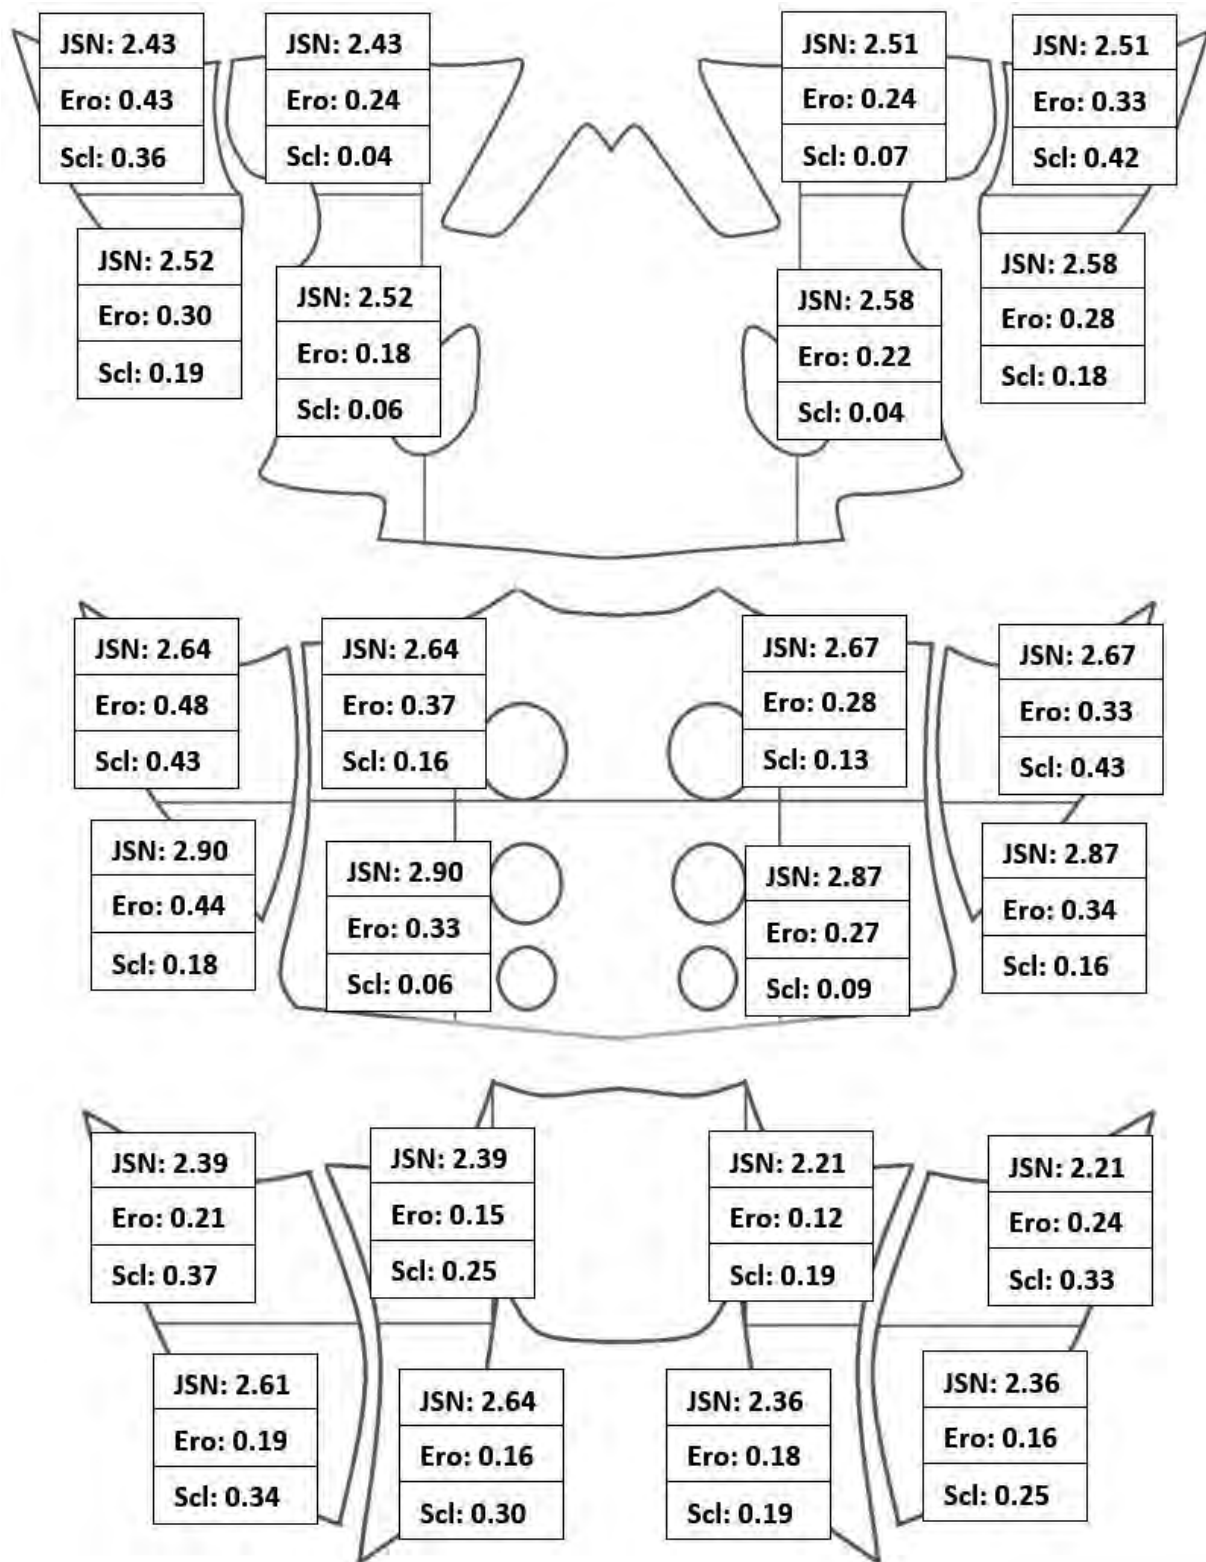 JSN: 2.43
Ero: 0.43
Scl: 0.36
JSN: 2.43
Ero: 0.24
Scl: 0.04
JSN: 2.51
Ero: 0.24
Scl: 0.07
JSN: 2.51
Ero: 0.33
Scl: 0.42
JSN: 2.52
Ero: 0.30
Scl: 0.19
JSN: 2.52
Ero: 0.18
Scl: 0.06
JSN: 2.58
Ero: 0.22
Scl: 0.04
JSN: 2.58
Ero: 0.28
Scl: 0.18
JSN: 2.64
Ero: 0.48
Scl: 0.43
JSN: 2.64
Ero: 0.37
Scl: 0.16
JSN: 2.67
Ero: 0.28
Scl: 0.13
JSN: 2.67
Ero: 0.33
Scl: 0.43
JSN: 2.90
Ero: 0.44
Scl: 0.18
JSN: 2.90
Ero: 0.33
Scl: 0.06
JSN: 2.87
Ero: 0.27
Scl: 0.09
JSN: 2.87
Ero: 0.34
Scl: 0.16
JSN: 2.39
Ero: 0.21
Scl: 0.37
JSN: 2.39
Ero: 0.15
Scl: 0.25
JSN: 2.21
Ero: 0.12
Scl: 0.19
JSN: 2.21
Ero: 0.24
Scl: 0.33
JSN: 2.61
Ero: 0.19
Scl: 0.34
JSN: 2.64
Ero: 0.16
Scl: 0.30
JSN: 2.36
Ero: 0.18
Scl: 0.19
JSN: 2.36
Ero: 0.16
Scl: 0.25